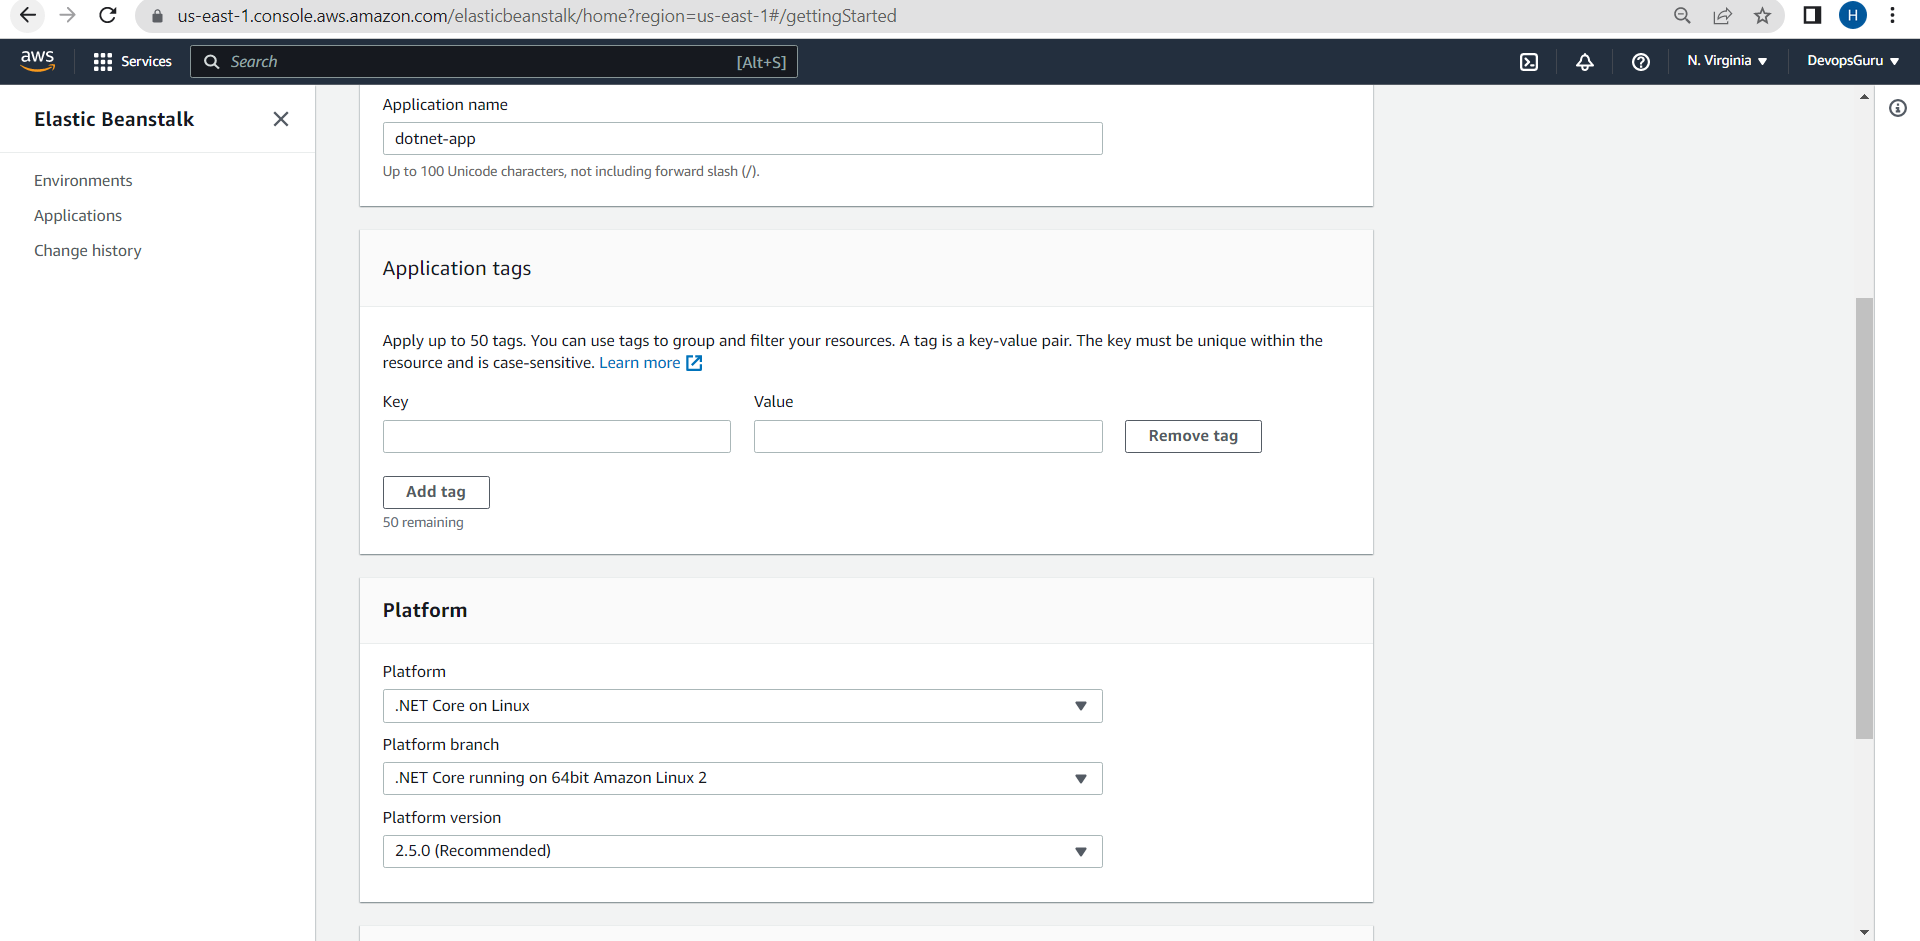 us-east-1.console.aws.amazon.com/elasticbeanstalk/home?region=us-east-1#/gettingStarted
H
aws
Services
Search
[Alt+S]
N. Virginia
DevopsGuru
Elastic Beanstalk
Environments
Applications
Change history
Application name
dotnet-app
Up to 100 Unicode characters, not including forward slash (/).
Application tags
Apply up to 50 tags. You can use tags to group and filter your resources. A tag is a key-value pair. The key must be unique within the
resource and is case-sensitive. Learn more
Key
Value
Remove tag
Add tag
50 remaining
Platform
Platform
.NET Core on Linux
Platform branch
.NET Core running on 64bit Amazon Linux 2
Platform version
2.5.0 (Recommended)